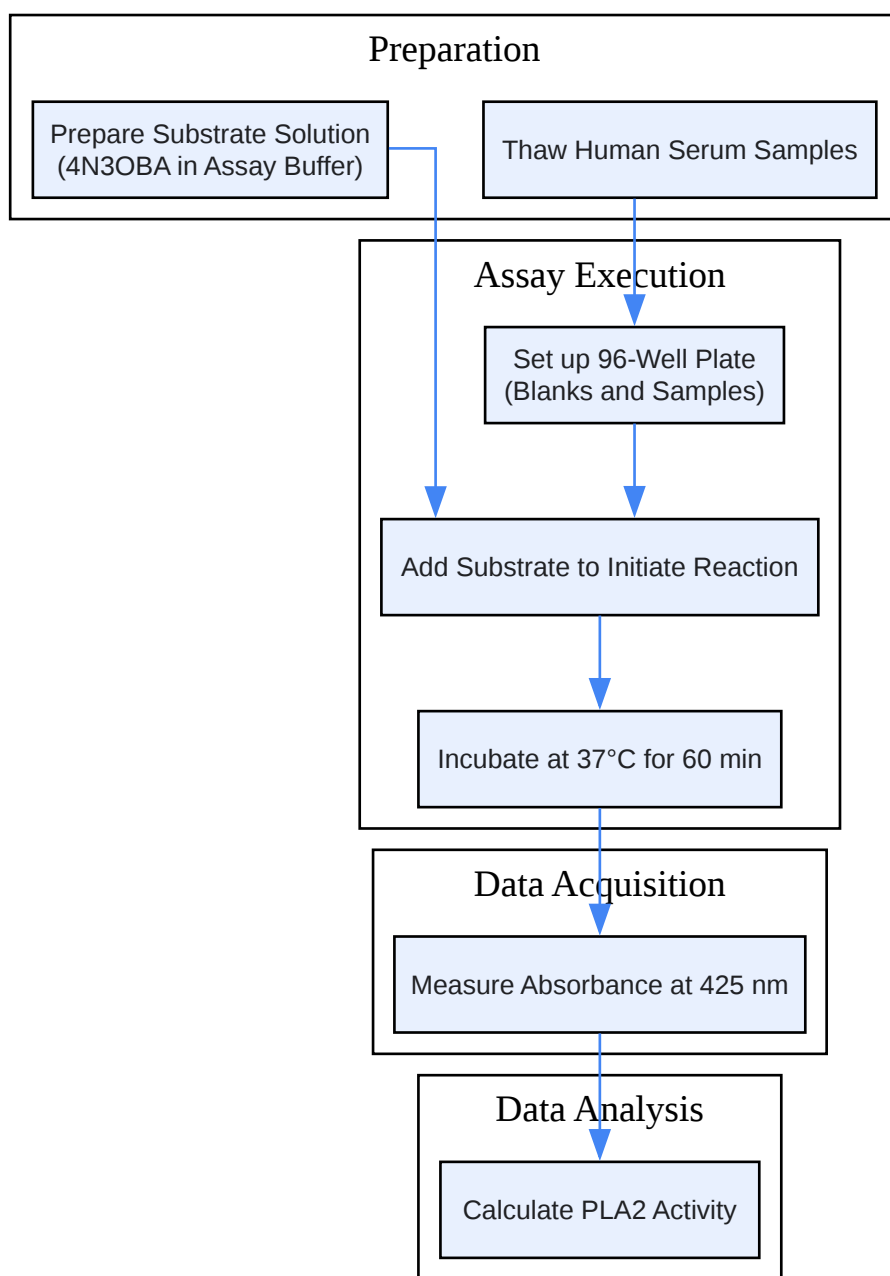 Preparation
Prepare Substrate Solution
(4N3OBA in Assay Buffer)
Thaw Human Serum Samples
Assay Execution
Set up 96-Well Plate
(Blanks and Samples)
Add Substrate to Initiate Reaction
Incubate at 37°C for 60 min
Data Acquisition
Measure Absorbance at 425 nm
Data Analysis
Calculate PLA2 Activity